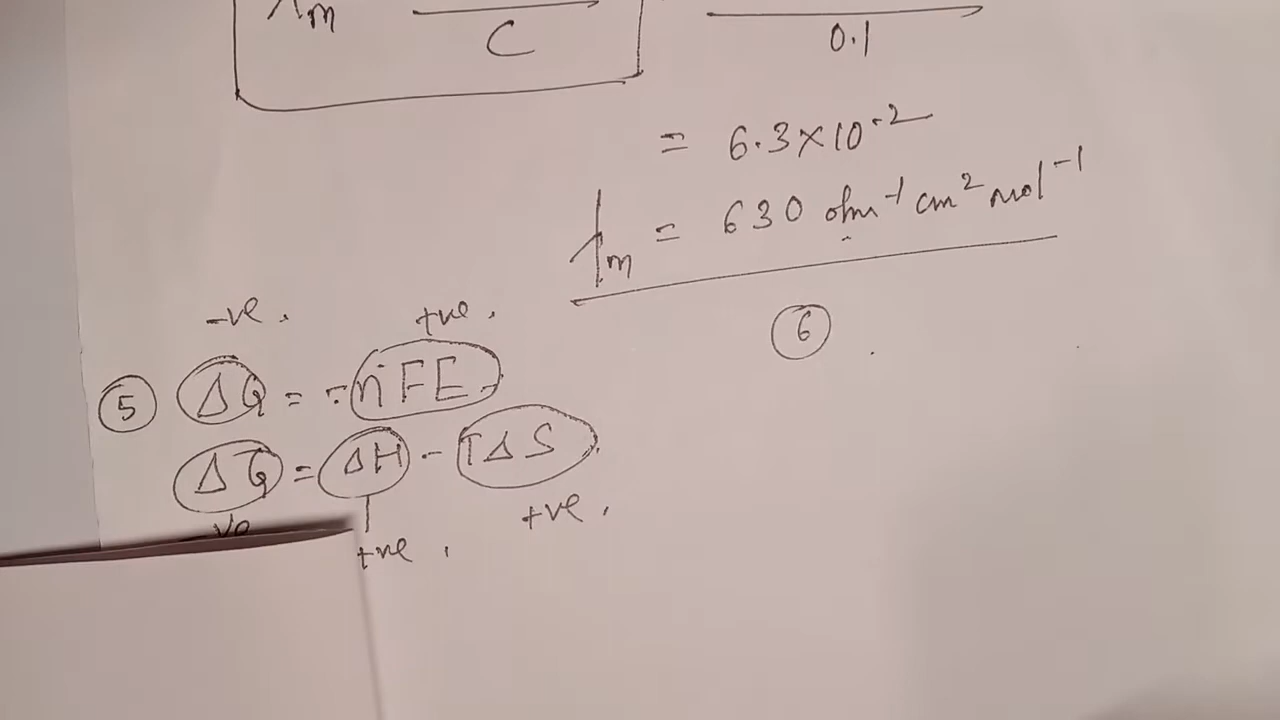 Λm
C
0.1
= 6.3×10⁻²
Λm = 630 ohm⁻¹ cm² mol⁻¹
6
-ve. +ve.
5 ΔG = -nFE
ΔG = ΔH - TΔS
ve +ve.
+ve.